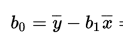 b₀ = y̅ − b₁x̅ =